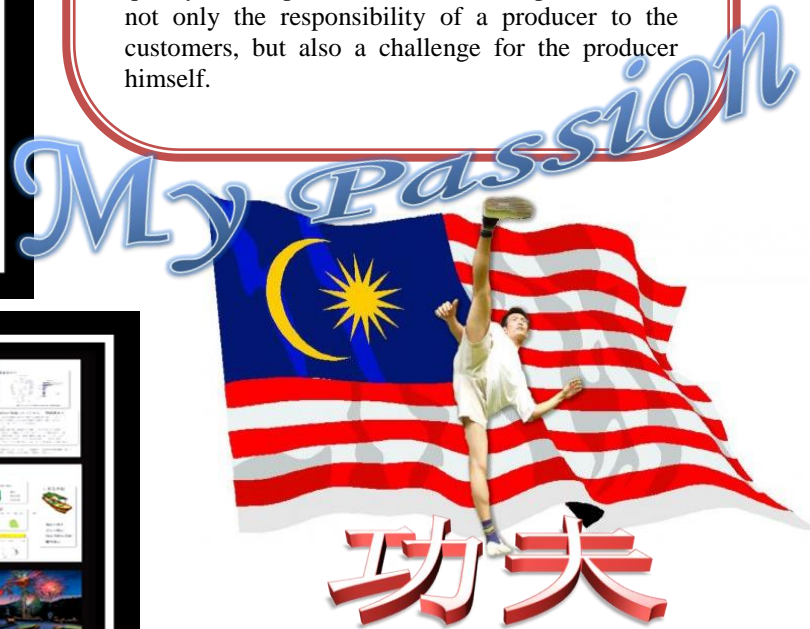 not only the responsibility of a producer to the
customers, but also a challenge for the producer
himself.
My Passion
功夫